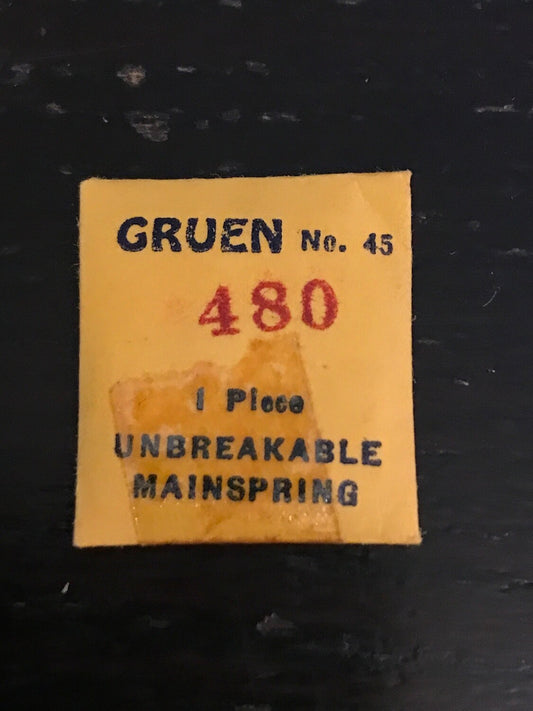 GRUEN No. 45
480
1 Piece
UNBREAKABLE
MAINSPRING